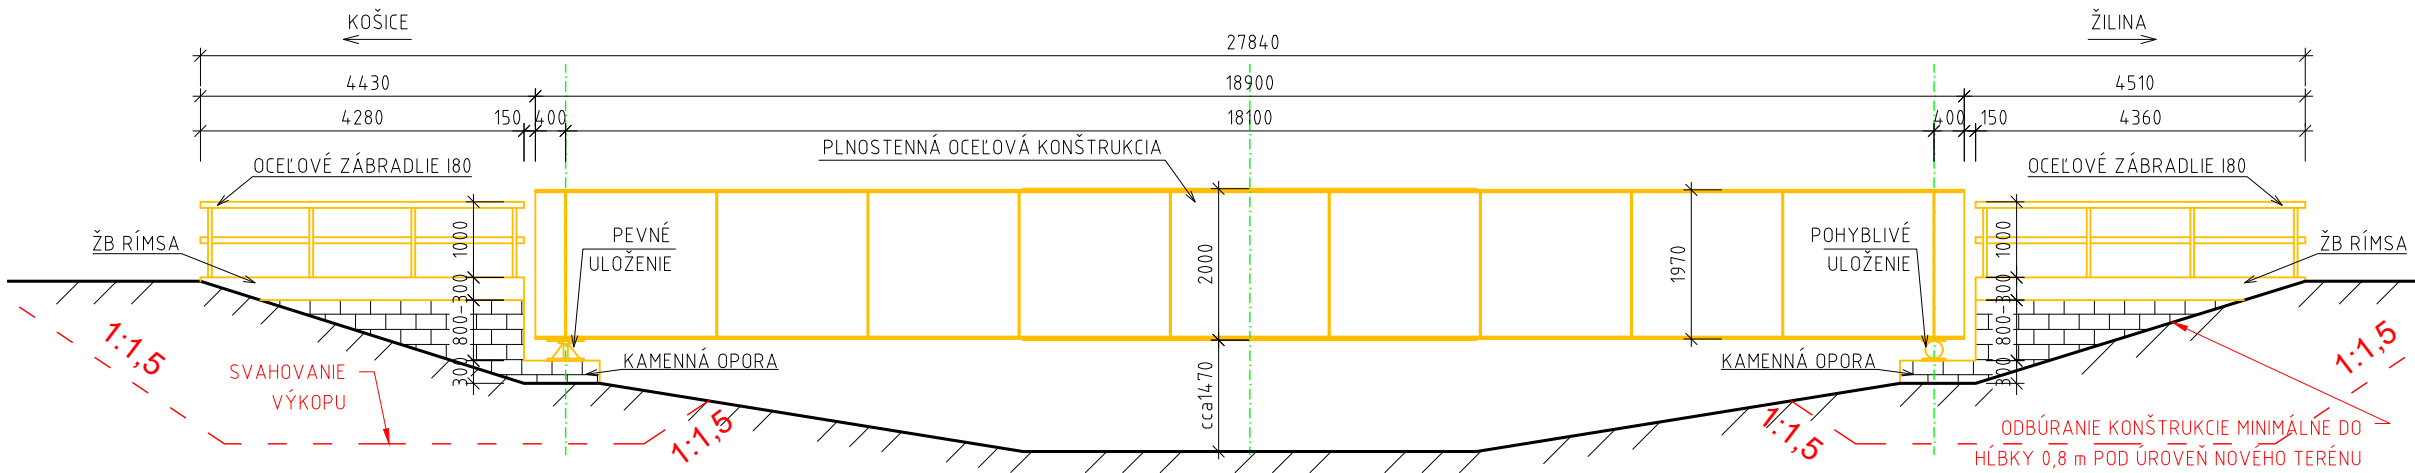 KOŠICE
ŽILINA
27840
4430
18900
4510
4280
150
400
18100
400
150
4360
PLNOSTENNÁ OCEĽOVÁ KONŠTRUKCIA
OCEĽOVÉ ZÁBRADLIE I80
OCEĽOVÉ ZÁBRADLIE I80
ŽB RÍMSA
1000
PEVNÉ
ULOŽENIE
2000
1970
POHYBLIVÉ
ULOŽENIE
1000
ŽB RÍMSA
300
800
300
300
800
300
1:1,5
1:1,5
KAMENNÁ OPORA
KAMENNÁ OPORA
SVAHOVANIE
VÝKOPU
cca1470
1:1,5
1:1,5
ODBÚRANIE KONŠTRUKCIE MINIMÁLNE DO
HĹBKY 0,8 m POD ÚROVEŇ NOVÉHO TERÉNU